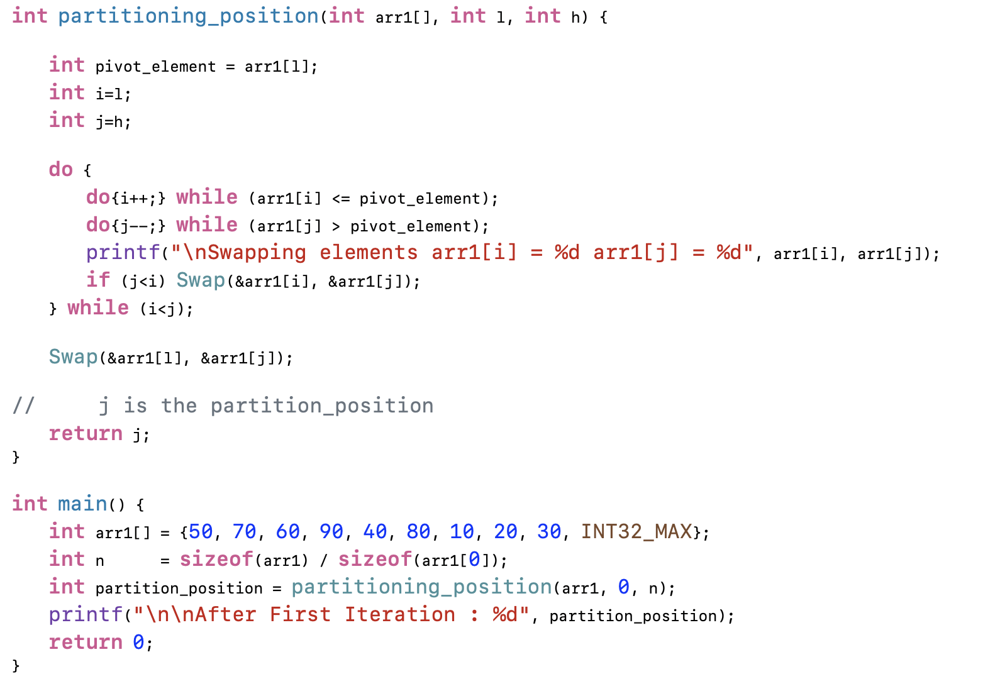 int partitioning_position(int arr1[], int l, int h) {
int pivot_element = arr1[l];
int i=l;
int j=h;
do {
do{i++;} while (arr1[i] <= pivot_element);
do{j--;} while (arr1[j] > pivot_element);
printf("\nSwapping elements arr1[i] = %d arr1[j] = %d", arr1[i], arr1[j]);
if (j<i) Swap(&arr1[i], &arr1[j]);
} while (i<j);
Swap(&arr1[l], &arr1[j]);
// j is the partition_position
return j;
}
int main() {
int arr1[] = {50, 70, 60, 90, 40, 80, 10, 20, 30, INT32_MAX};
int n = sizeof(arr1) / sizeof(arr1[0]);
int partition_position = partitioning_position(arr1, 0, n);
printf("\n\nAfter First Iteration : %d", partition_position);
return 0;
}